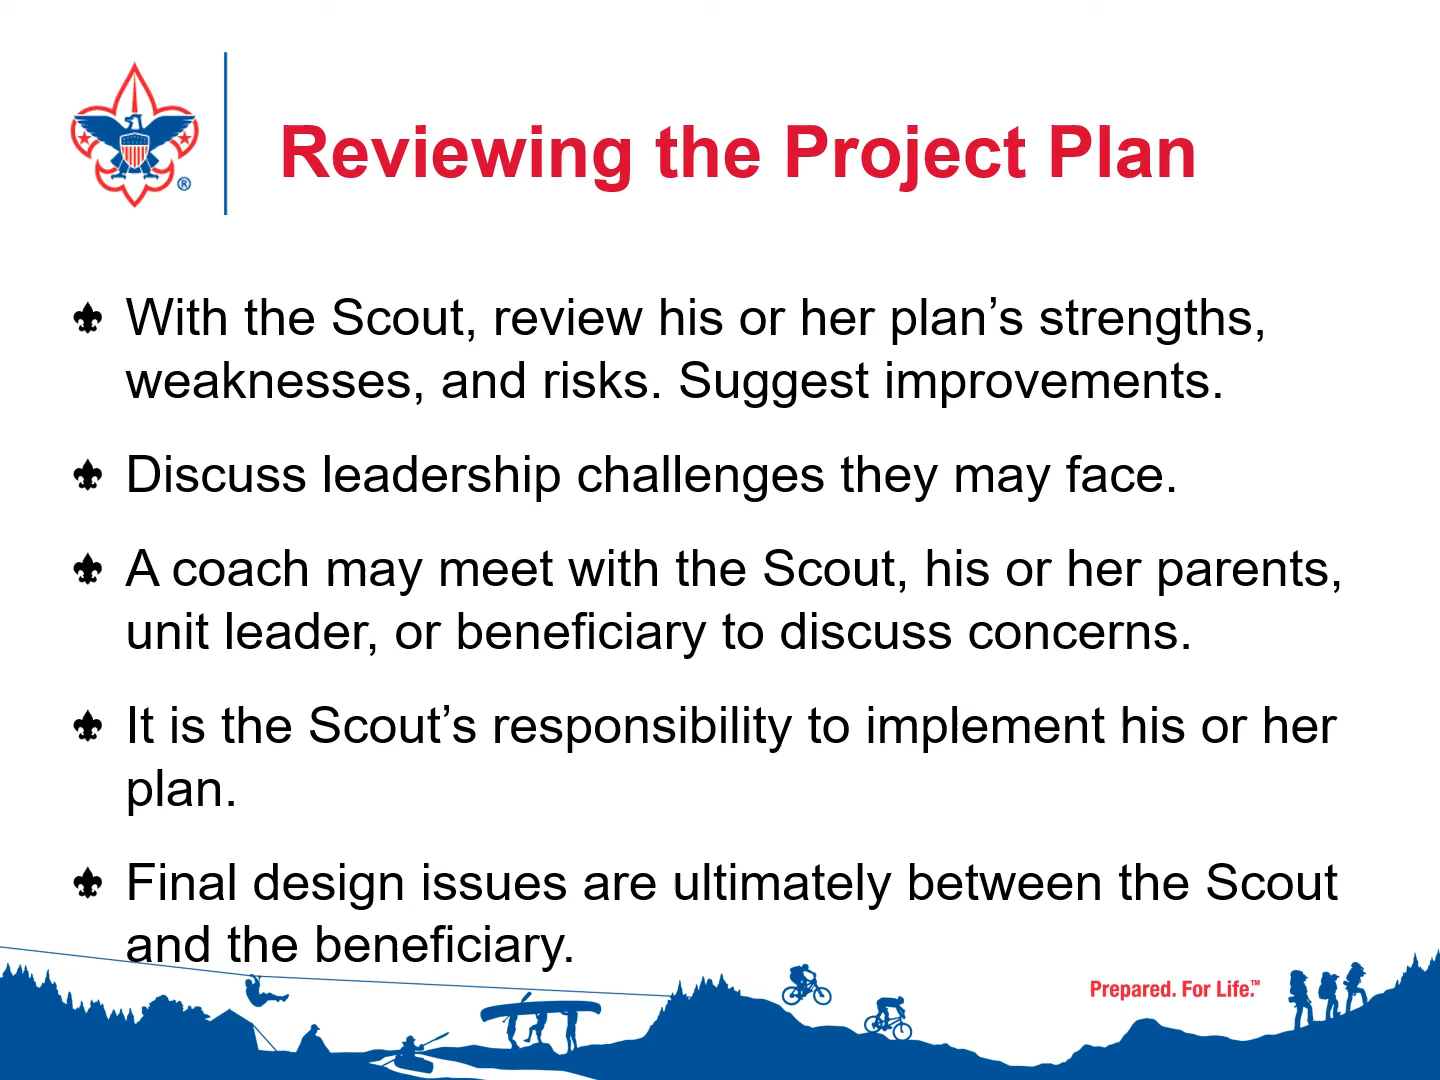 Reviewing the Project Plan
®
With the Scout, review his or her plan’s strengths,
weaknesses, and risks. Suggest improvements.
Discuss leadership challenges they may face.
A coach may meet with the Scout, his or her parents,
unit leader, or beneficiary to discuss concerns.
It is the Scout’s responsibility to implement his or her
plan.
Final design issues are ultimately between the Scout
and the beneficiary.
Prepared. For Life.™